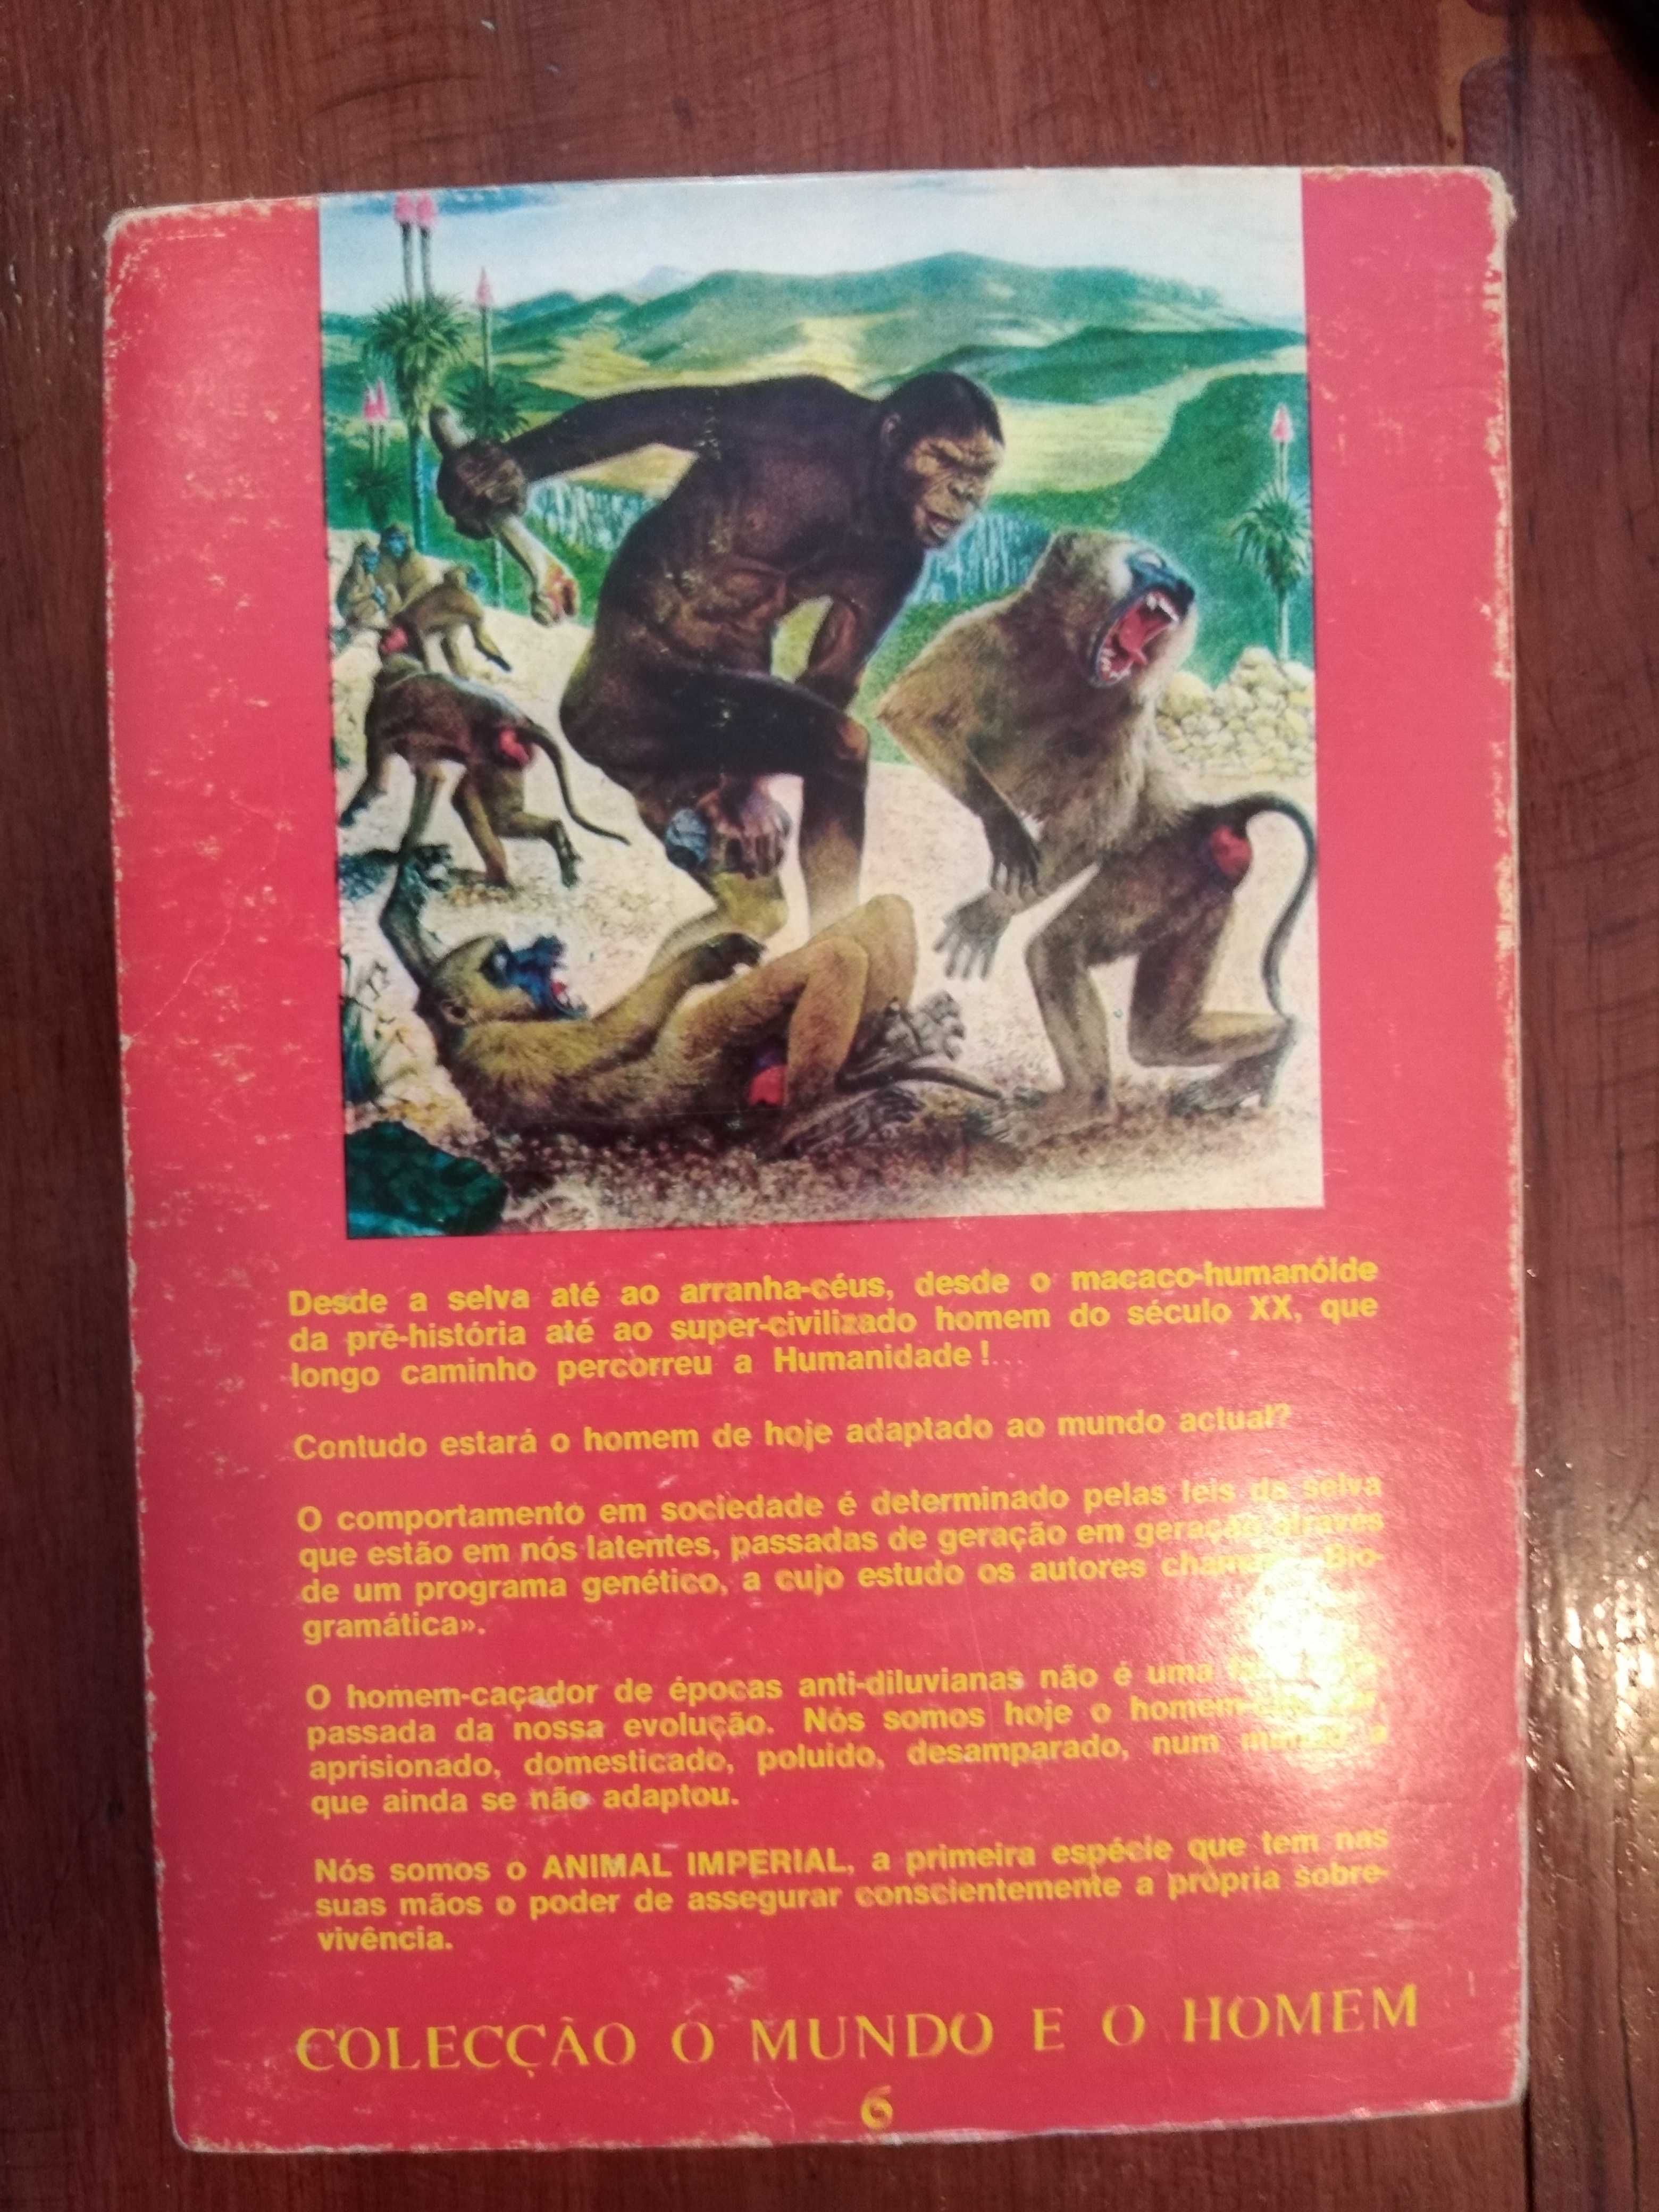 Desde a selva até ao arranha-céus, desde o macaco-humanóide
da pré-história até ao super-civilizado homem do século XX, que
longo caminho percorreu a Humanidade!...
Contudo estará o homem de hoje adaptado ao mundo actual?
O comportamento em sociedade é determinado pelas leis da selva
que estão em nós latentes, passadas de geração em geração através
de um programa genético, a cujo estudo os autores «Bio-
gramática».
O homem-caçador de épocas anti-diluvianas não é uma
passada da nossa evolução. Nós somos hoje o homem-caçador,
aprisionado, domesticado, poluido, desamparado, num mundo a
que ainda se não adaptou.
Nós somos o ANIMAL IMPERIAL, a primeira espécie que tem nas
suas mãos o poder de assegurar conscientemente a própria sobre-
vivência.
COLECÇÃO O MUNDO E O HOMEM
6